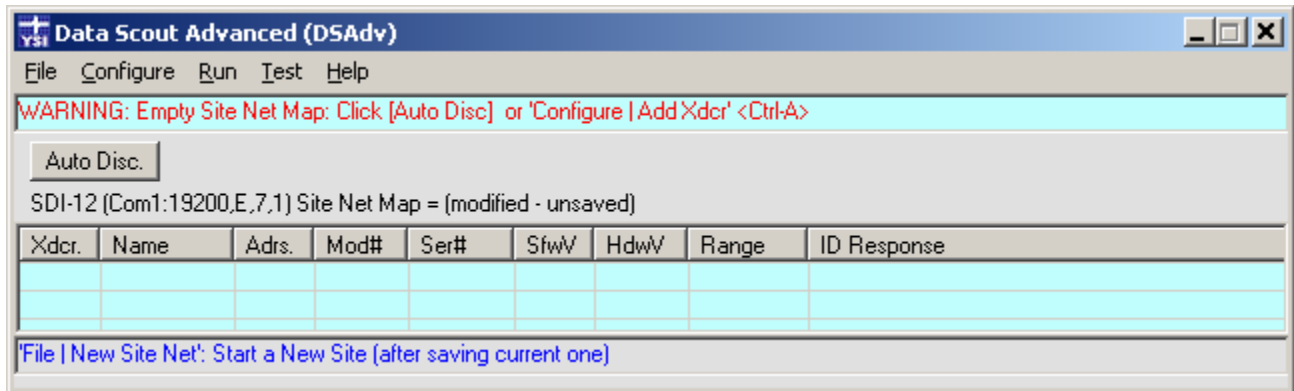 YSI Data Scout Advanced (DSAdv)
File Configure Run Test Help
WARNING: Empty Site Net Map: Click [Auto Disc] or 'Configure | Add Xdcr' <Ctrl-A>
Auto Disc.
SDI-12 (Com1:19200,E,7,1) Site Net Map = (modified - unsaved)
Xdcr. Name Adrs. Mod# Ser# SfwV HdwV Range ID Response
'File | New Site Net': Start a New Site (after saving current one)